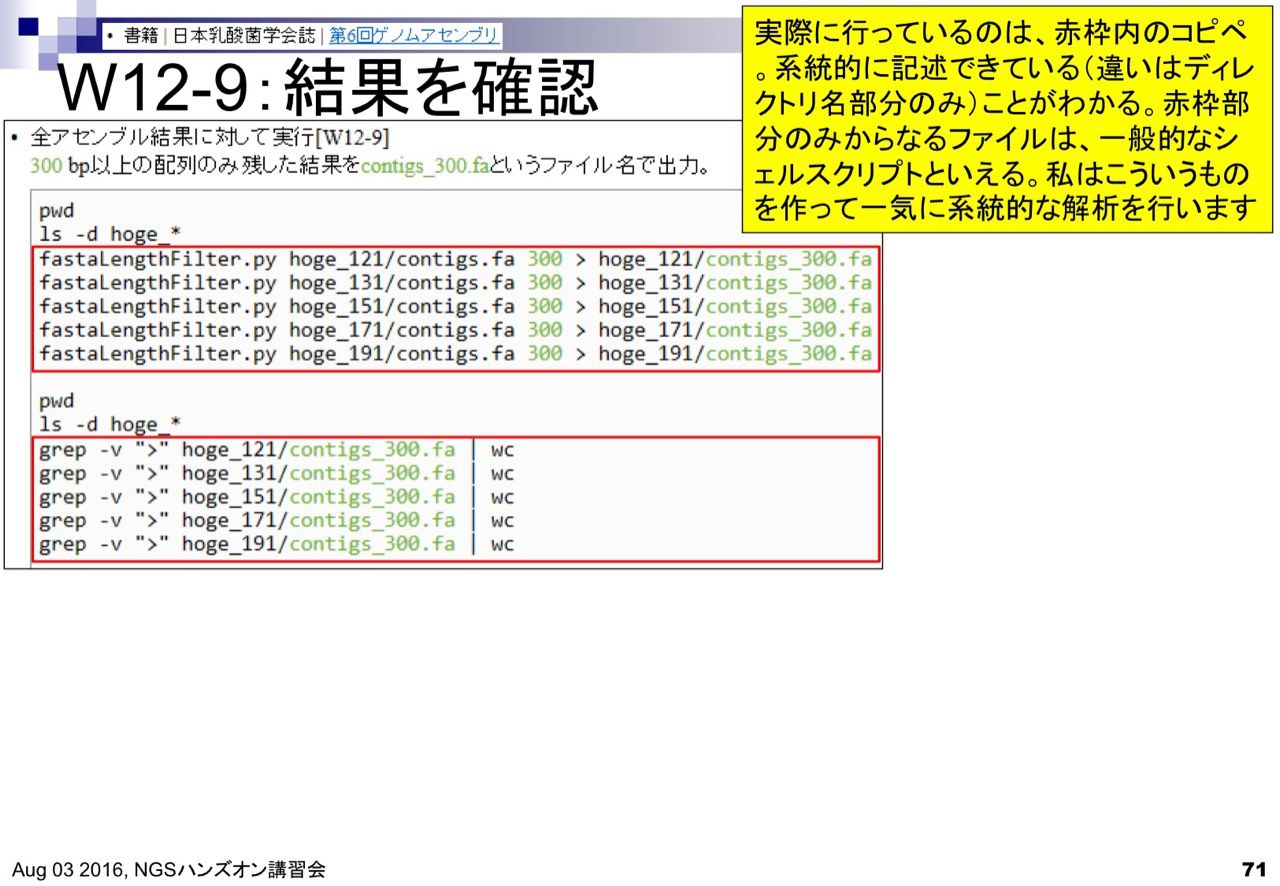 • 書籍 | 日本乳酸菌学会誌 | 第6回ゲノムアセンブリ
W12-9：結果を確認
実際に行っているのは、赤枠内のコピペ
。系統的に記述できている（違いはディレ
クトリ名部分のみ）ことがわかる。赤枠部
分のみからなるファイルは、一般的なシ
ェルスクリプトといえる。私はこういうもの
を作って一気に系統的な解析を行います
• 全アセンブル結果に対して実行[W12-9]
300 bp以上の配列のみ残した結果をcontigs_300.faというファイル名で出力。
pwd
ls -d hoge_*
fastaLengthFilter.py hoge_121/contigs.fa 300 > hoge_121/contigs_300.fa
fastaLengthFilter.py hoge_131/contigs.fa 300 > hoge_131/contigs_300.fa
fastaLengthFilter.py hoge_151/contigs.fa 300 > hoge_151/contigs_300.fa
fastaLengthFilter.py hoge_171/contigs.fa 300 > hoge_171/contigs_300.fa
fastaLengthFilter.py hoge_191/contigs.fa 300 > hoge_191/contigs_300.fa
pwd
ls -d hoge_*
grep -v ">" hoge_121/contigs_300.fa | wc
grep -v ">" hoge_131/contigs_300.fa | wc
grep -v ">" hoge_151/contigs_300.fa | wc
grep -v ">" hoge_171/contigs_300.fa | wc
grep -v ">" hoge_191/contigs_300.fa | wc
Aug 03 2016, NGSハンズオン講習会
71